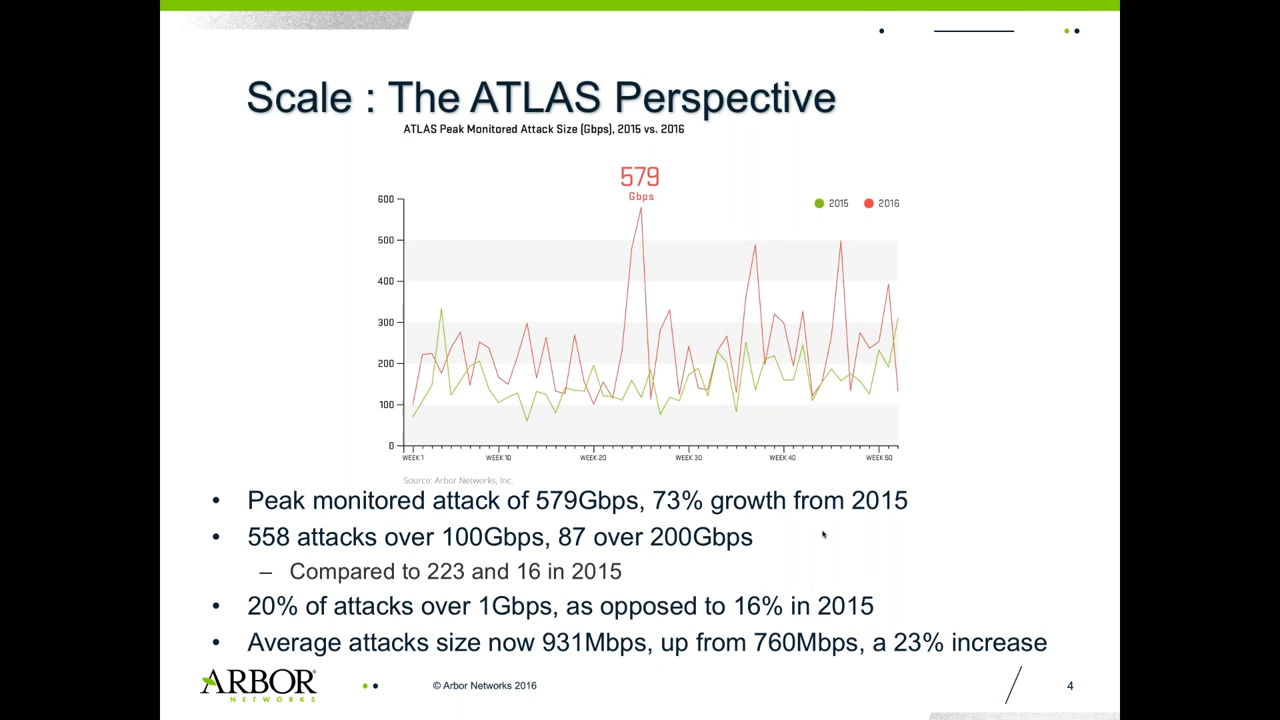 Scale : The ATLAS Perspective
ATLAS Peak Monitored Attack Size (Gbps), 2015 vs. 2016
579
Gbps
2015
2016
600
500
400
300
200
100
0
WEEK 1
WEEK 10
WEEK 20
WEEK 30
WEEK 40
WEEK 50
Source: Arbor Networks, Inc.
• Peak monitored attack of 579Gbps, 73% growth from 2015
• 558 attacks over 100Gbps, 87 over 200Gbps
– Compared to 223 and 16 in 2015
• 20% of attacks over 1Gbps, as opposed to 16% in 2015
• Average attacks size now 931Mbps, up from 760Mbps, a 23% increase
ARBOR
NETWORKS
© Arbor Networks 2016
4